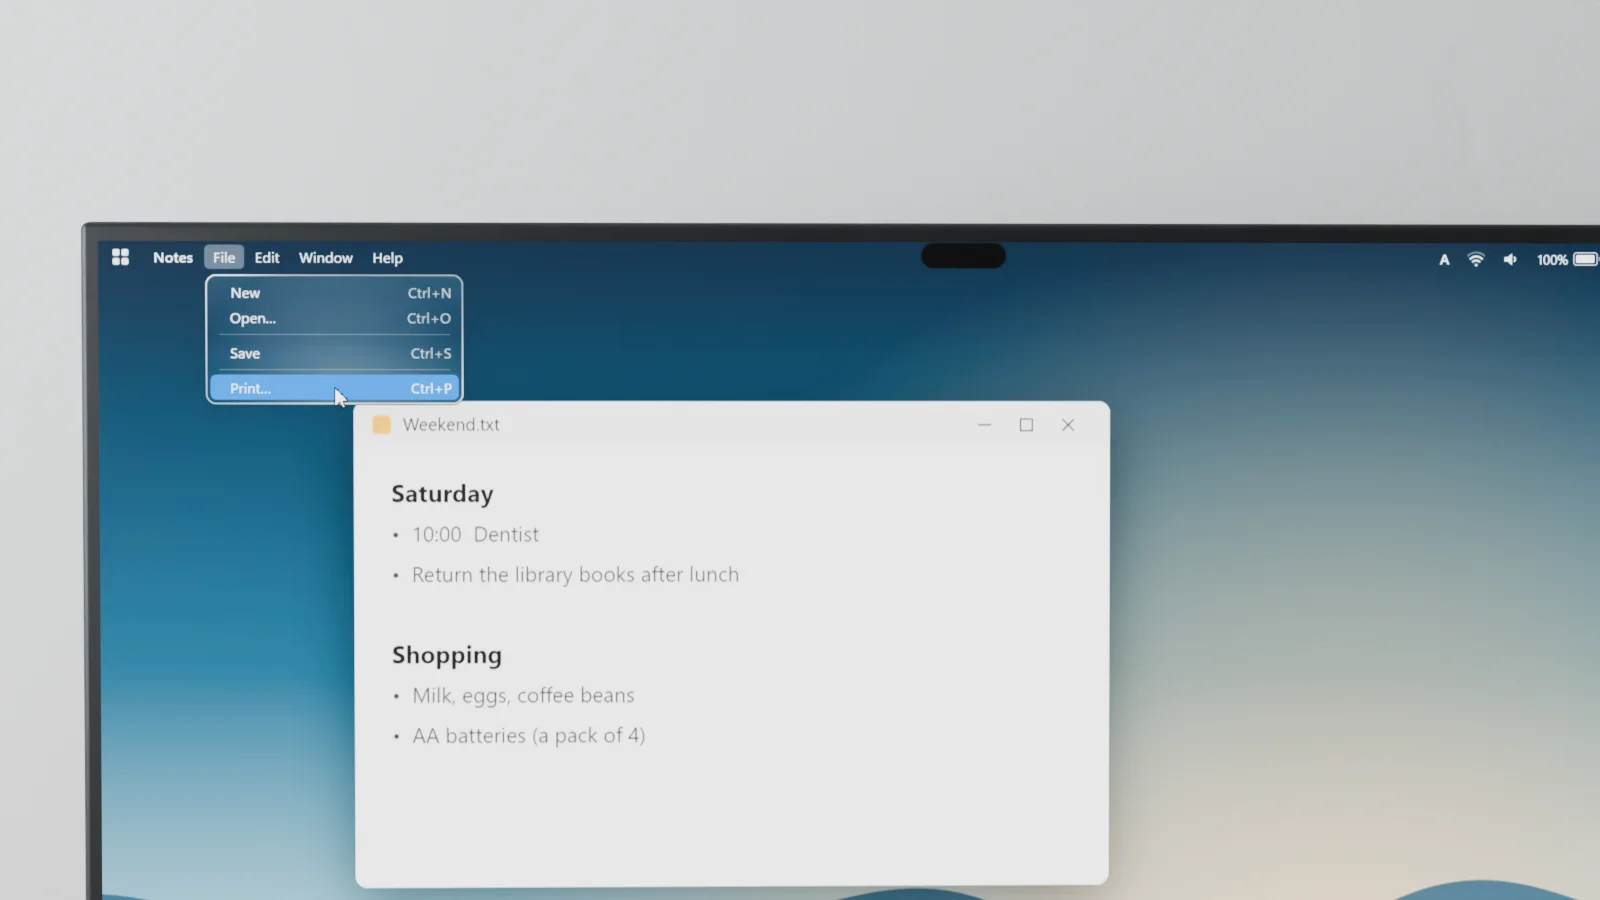 Notes File Edit Window Help A 100%
New Ctrl+N
Open... Ctrl+O
Save Ctrl+S
Print... Ctrl+P
Weekend.txt
Saturday
• 10:00 Dentist
• Return the library books after lunch
Shopping
• Milk, eggs, coffee beans
• AA batteries (a pack of 4)